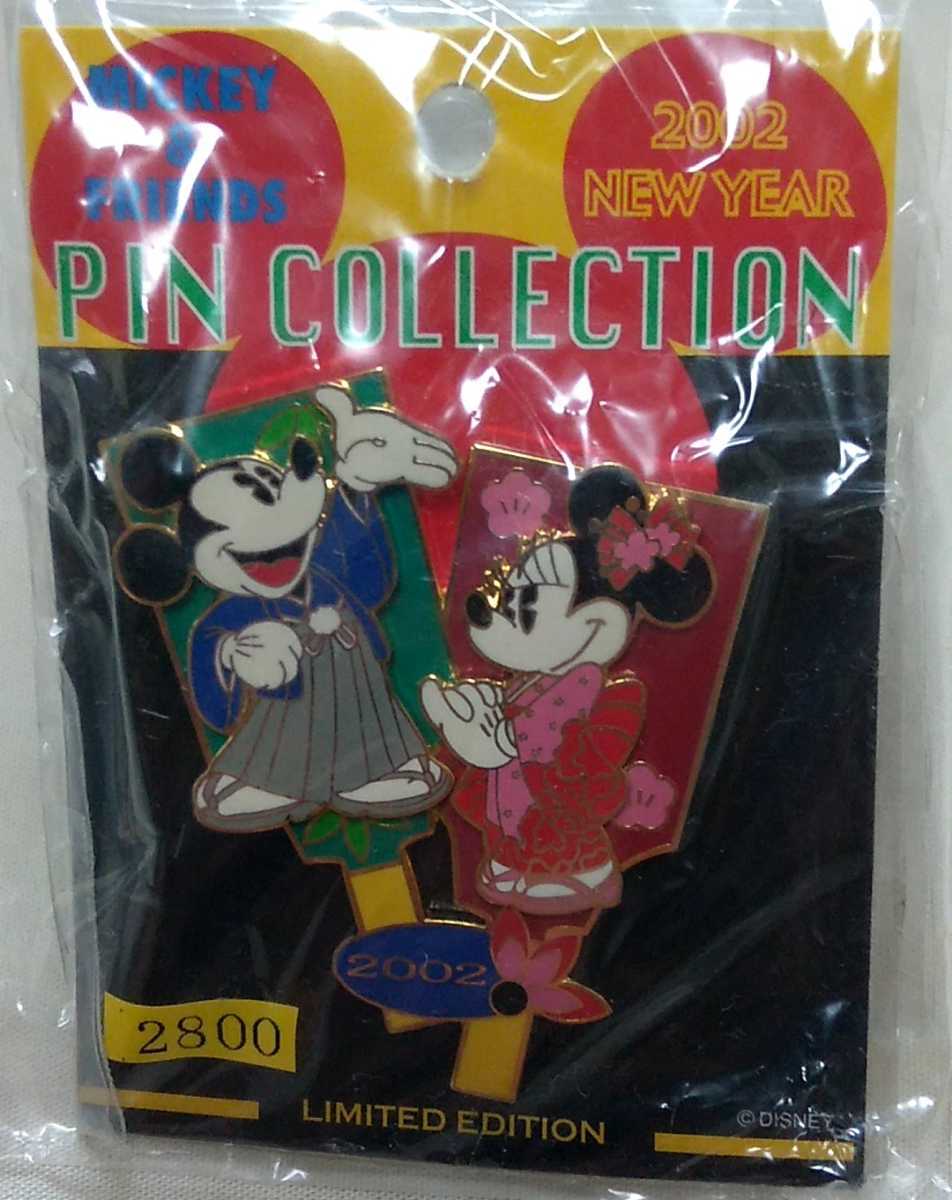 MICKEY
&
FRIENDS
2002
NEW YEAR
PIN COLLECTION
2002
2800
LIMITED EDITION
©DISNEY